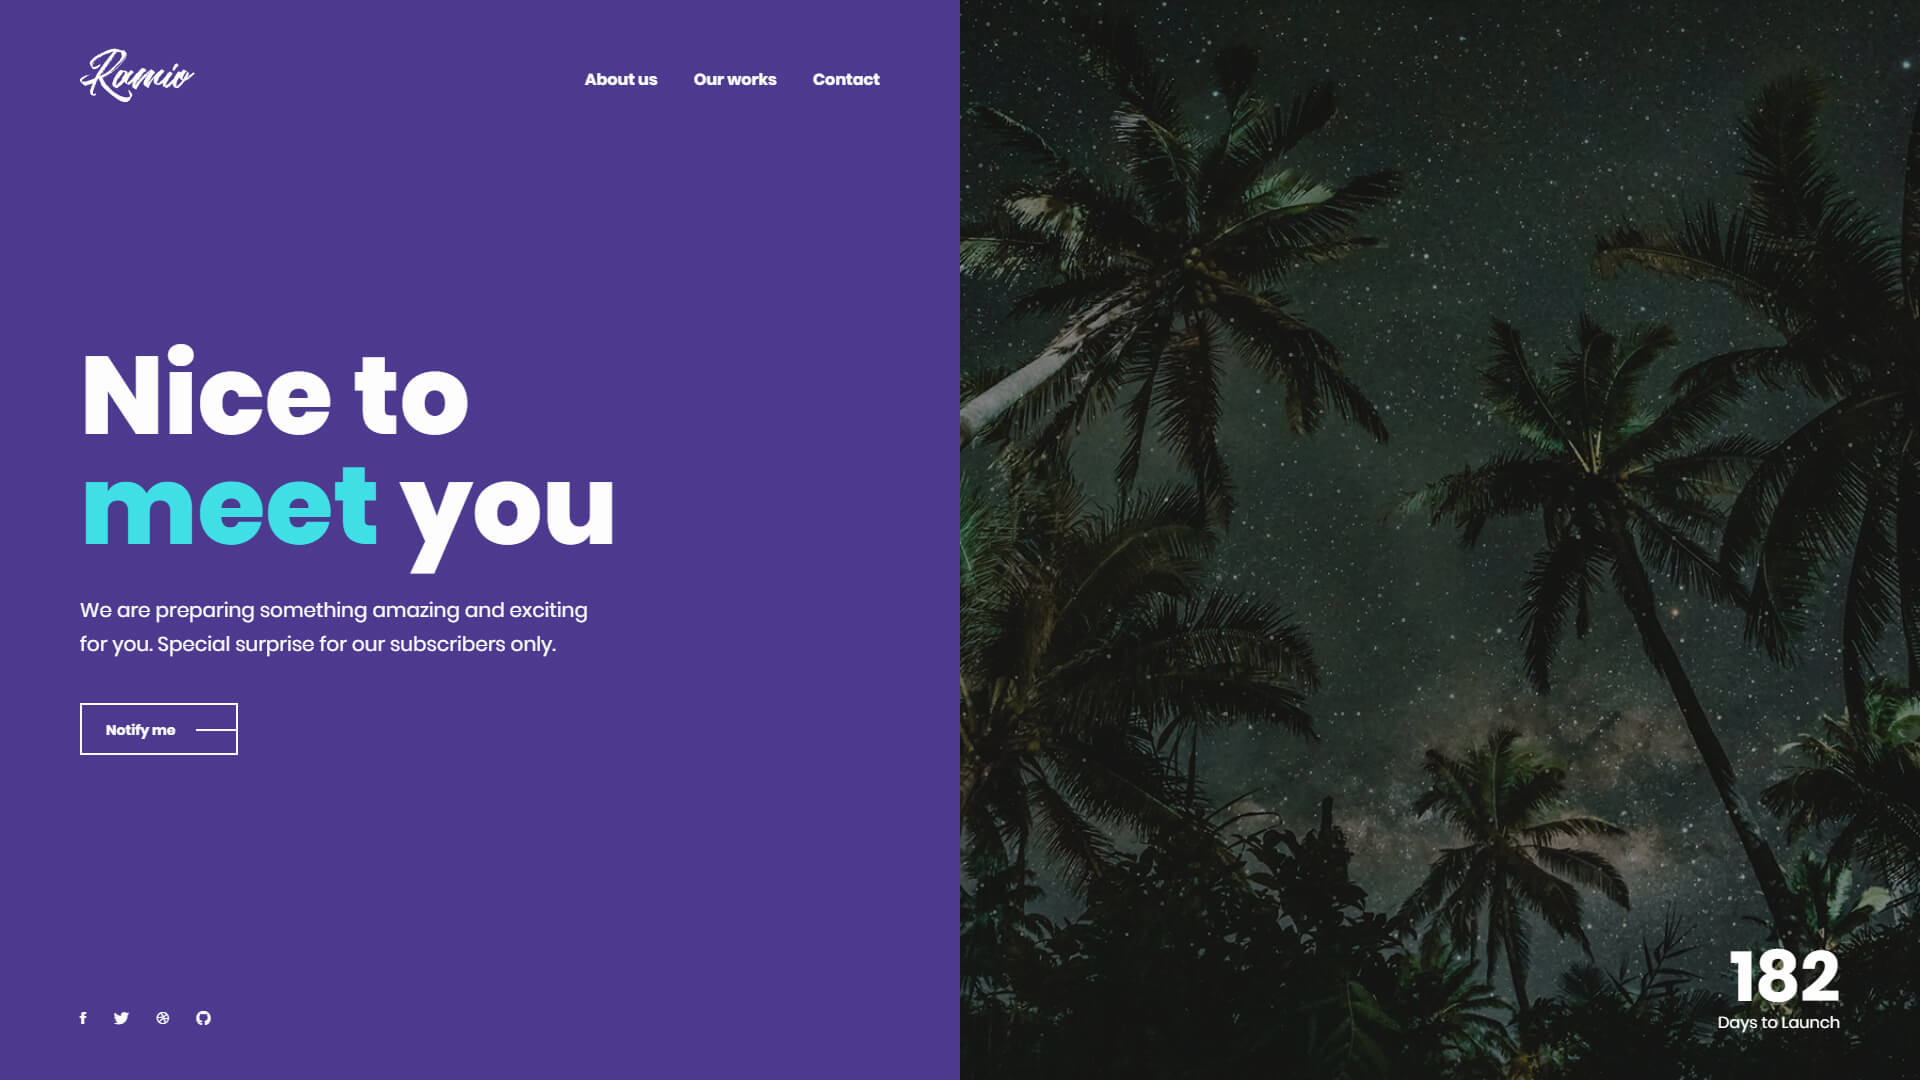 Ramio
About us
Our works
Contact
Nice to
meet you
We are preparing something amazing and exciting
for you. Special surprise for our subscribers only.
Notify me
182
Days to Launch